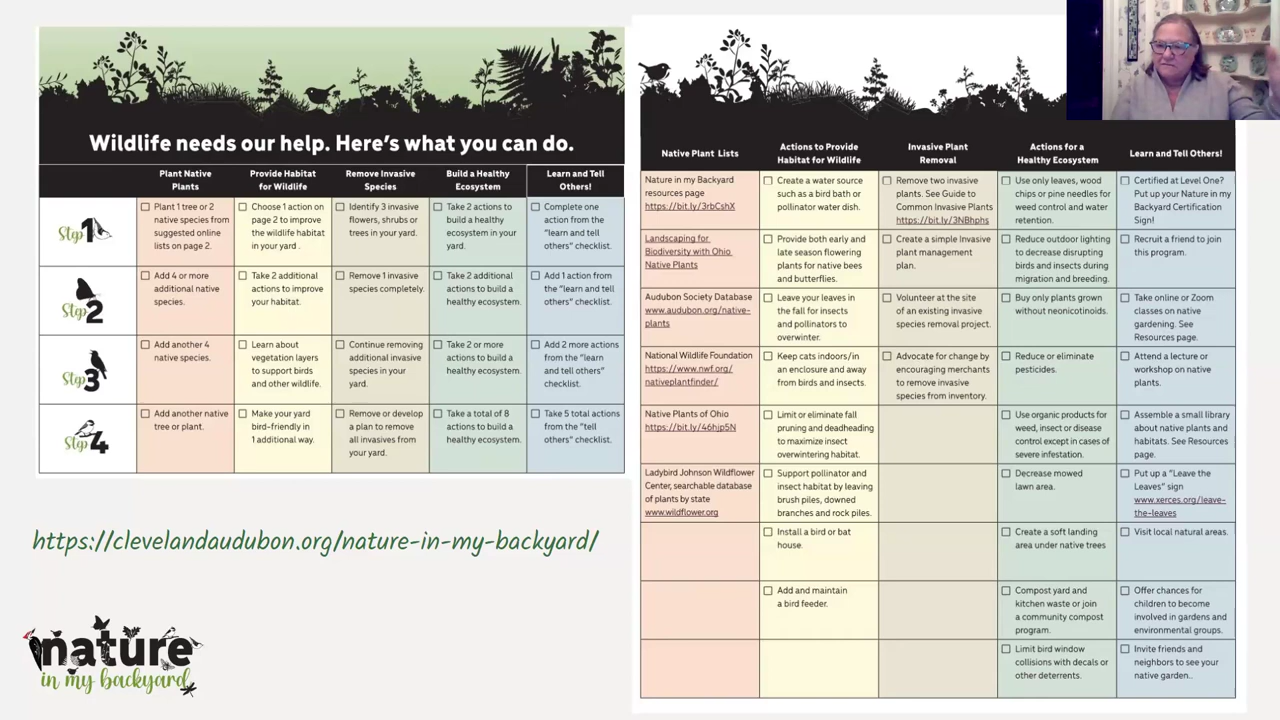 Wildlife needs our help. Here's what you can do.
Plant Native
Plants
Provide Habitat
for Wildlife
Remove Invasive
Species
Build a Healthy
Ecosystem
Learn and Tell
Others!
Step 1
Plant 1 tree or 2
native species from
suggested online
lists on page 2.
Choose 1 action on
page 2 to improve
the wildlife habitat
in your yard .
Identify 3 invasive
flowers, shrubs or
trees in your yard.
Take 2 actions to
build a healthy
ecosystem in your
yard.
Complete one
action from the
"learn and tell
others" checklist.
Step 2
Add 4 or more
additional native
species.
Take 2 additional
actions to improve
your habitat.
Remove 1 invasive
species completely.
Take 2 additional
actions to build a
healthy ecosystem.
Add 1 action from
the "learn and tell
others" checklist.
Step 3
Add another 4
native species.
Learn about
vegetation layers
to support birds
and other wildlife.
Continue removing
additional invasive
species in your
yard.
Take 2 or more
actions to build a
healthy ecosystem.
Add 2 more actions
from the "learn
and tell others"
checklist.
Step 4
Add another native
tree or plant.
Make your yard
bird-friendly in
1 additional way.
Remove or develop
a plan to remove
all invasives from
your yard.
Take a total of 8
actions to build a
healthy ecosystem.
Take 5 total actions
from the "tell
others" checklist.
https://clevelandaudubon.org/nature-in-my-backyard/
nature
in my backyard
Native Plant Lists
Actions to Provide
Habitat for Wildlife
Invasive Plant
Removal
Actions for a
Healthy Ecosystem
Learn and Tell Others!
Nature in my Backyard
resources page
https://bit.ly/3rbCshX
Create a water source
such as a bird bath or
pollinator water dish.
Remove two invasive
plants. See Guide to
Common Invasive Plants
https://bit.ly/3NBhphs
Use only leaves, wood
chips or pine needles for
weed control and water
retention.
Certified at Level One?
Put up your Nature in my
Backyard Certification
Sign!
Landscaping for
Biodiversity with Ohio
Native Plants
Provide both early and
late season flowering
plants for native bees
and butterflies.
Create a simple Invasive
plant management
plan.
Reduce outdoor lighting
to decrease disrupting
birds and insects during
migration and breeding.
Recruit a friend to join
this program.
Audubon Society Database
www.audubon.org/native-
plants
Leave your leaves in
the fall for insects
and pollinators to
overwinter.
Volunteer at the site
of an existing invasive
species removal project.
Buy only plants grown
without neonicotinoids.
Take online or Zoom
classes on native
gardening. See
Resources page.
National Wildlife Foundation
https://www.nwf.org/
nativeplantfinder/
Keep cats indoors/in
an enclosure and away
from birds and insects.
Advocate for change by
encouraging merchants
to remove invasive
species from inventory.
Reduce or eliminate
pesticides.
Attend a lecture or
workshop on native
plants.
Native Plants of Ohio
https://bit.ly/46hjp5N
Limit or eliminate fall
pruning and deadheading
to maximize insect
overwintering habitat.
Use organic products for
weed, insect or disease
control except in cases of
severe infestation.
Assemble a small library
about native plants and
habitats. See Resources
page.
Ladybird Johnson Wildflower
Center, searchable database
of plants by state
www.wildflower.org
Support pollinator and
insect habitat by leaving
brush piles, downed
branches and rock piles.
Decrease mowed
lawn area.
Put up a "Leave the
Leaves" sign
www.xerces.org/leave-
the-leaves
Install a bird or bat
house.
Create a soft landing
area under native trees
Visit local natural areas.
Add and maintain
a bird feeder.
Compost yard and
kitchen waste or join
a community compost
program.
Offer chances for
children to become
involved in gardens and
environmental groups.
Limit bird window
collisions with decals or
other deterrents.
Invite friends and
neighbors to see your
native garden..